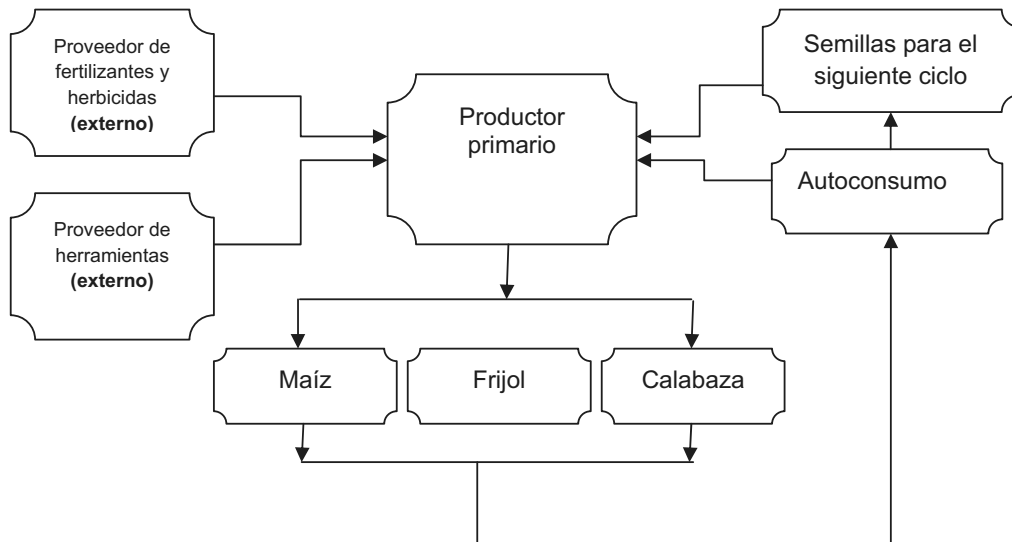 Proveedor de
fertilizantes y
herbicidas
(externo)
Productor
primario
Semillas para el
siguiente ciclo
Autoconsumo
Proveedor de
herramientas
(externo)
Maíz
Frijol
Calabaza